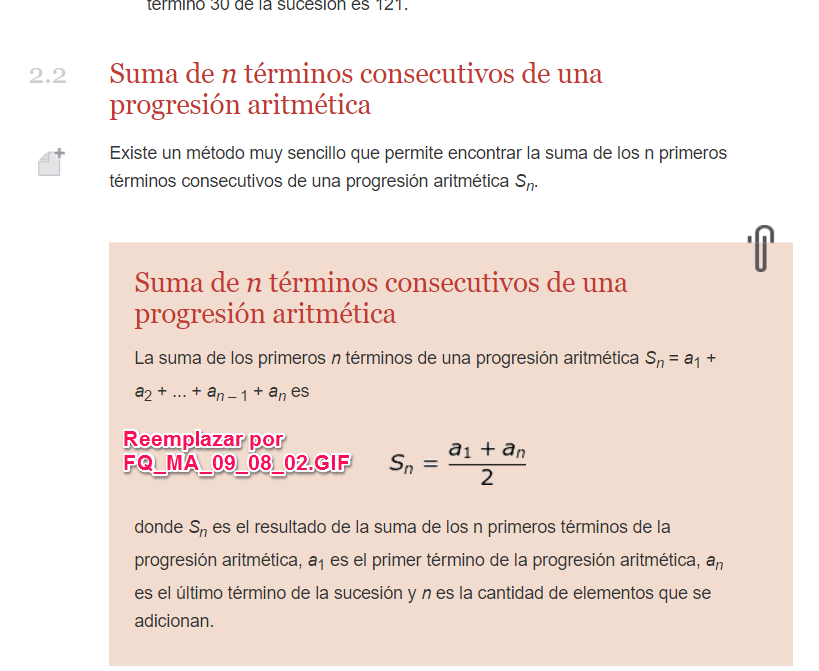 término 30 de la sucesión es 121.
2.2 Suma de n términos consecutivos de una
progresión aritmética
Existe un método muy sencillo que permite encontrar la suma de los n primeros
términos consecutivos de una progresión aritmética Sn.
Suma de n términos consecutivos de una
progresión aritmética
La suma de los primeros n términos de una progresión aritmética Sn = a1 +
a2 + ... + an – 1 + an es
Reemplazar por
FQ_MA_09_08_02.GIF
Sn = (a1 + an) / 2
donde Sn es el resultado de la suma de los n primeros términos de la
progresión aritmética, a1 es el primer término de la progresión aritmética, an
es el último término de la sucesión y n es la cantidad de elementos que se
adicionan.